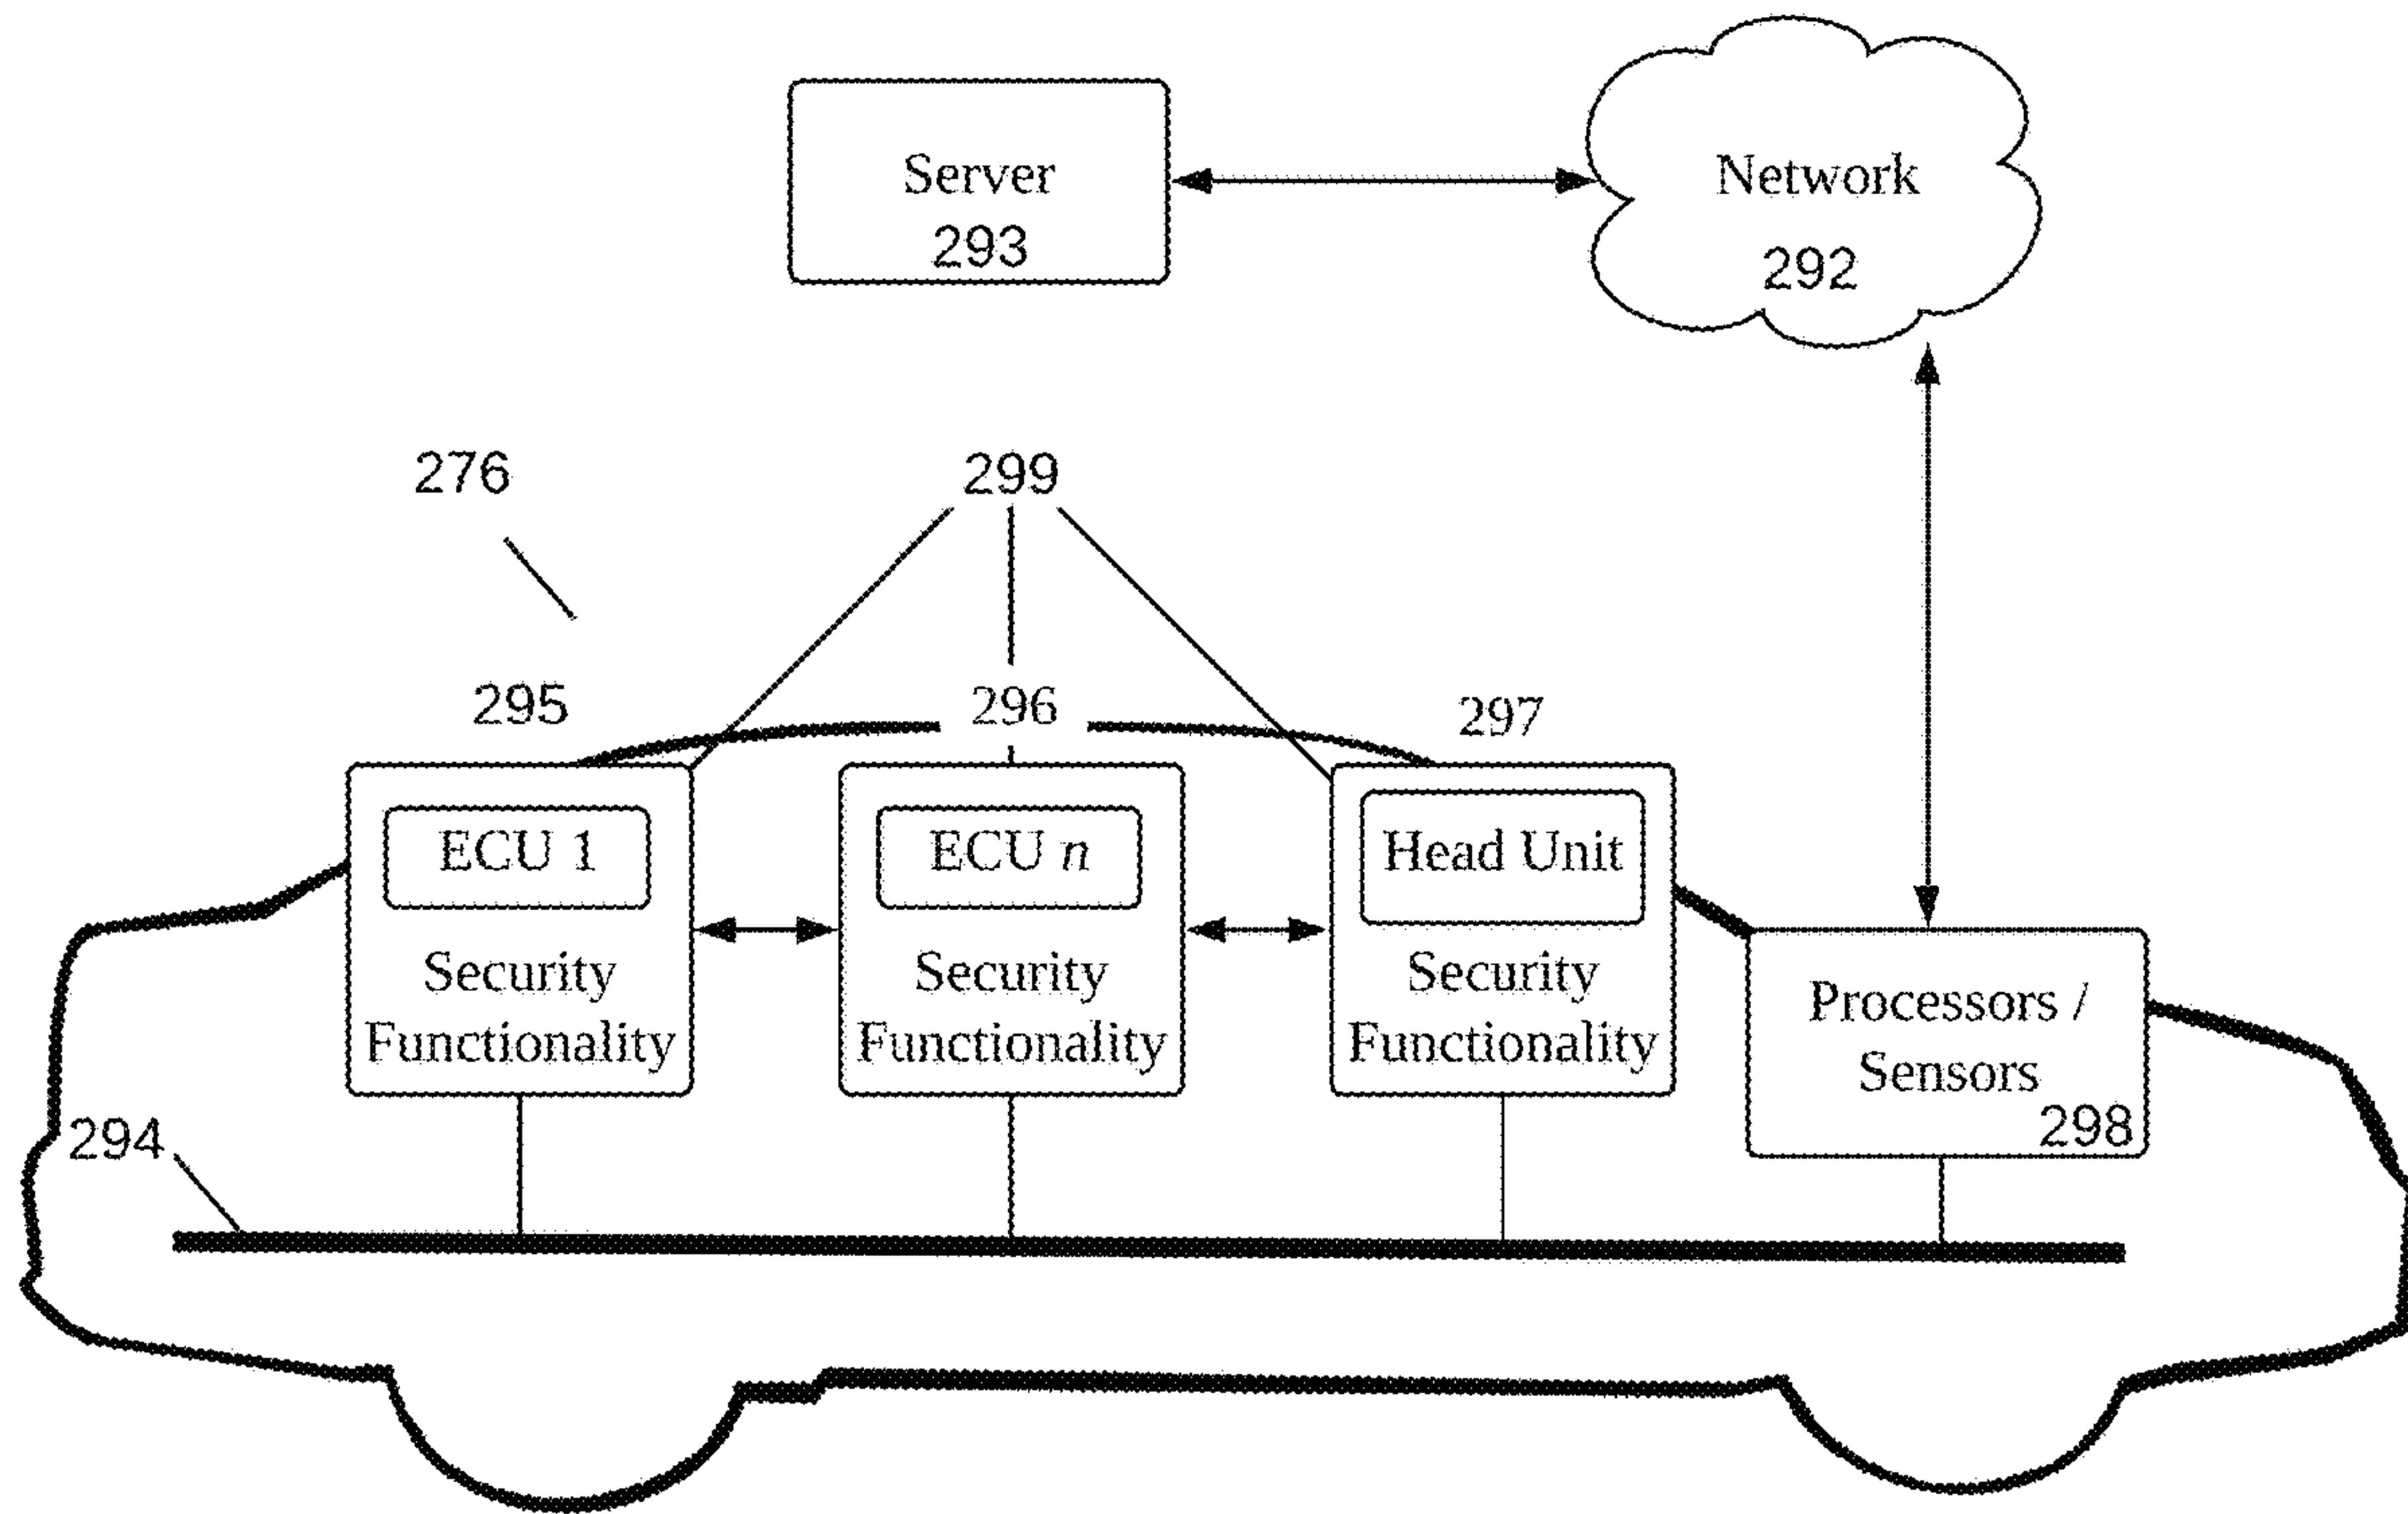 Server
293
Network
292
276
299
295
296
297
ECU 1
Security
Functionality
ECU n
Security
Functionality
Head Unit
Security
Functionality
Processors /
Sensors
298
294